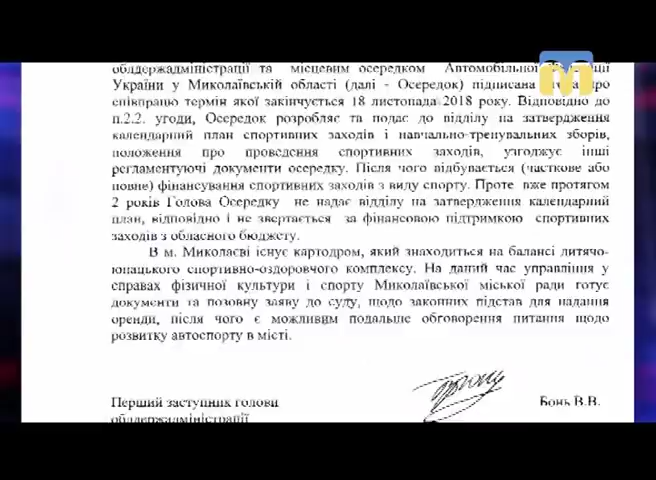 облдержадміністрації та місцевим осередком Автомобільної
України у Миколаївській області (далі - Осередок) підписана про
співпрацю термін якої закінчується 18 листопада 2018 року. Відповідно до
п.2.2. угоди, Осередок розробляє та подає до відділу на затвердження
календарний план спортивних заходів і навчально-тренувальних зборів,
положення про проведення спортивних заходів, узгоджує інші
регламентуючі документи осередку. Після чого відбувається (часткове або
повне) фінансування спортивних заходів з виду спорту. Проте вже протягом
2 років Голова Осередку не надає відділу на затвердження календарний
план, відповідно і не звертається за фінансовою підтримкою спортивних
заходів з обласного бюджету.
В м. Миколаєві існує картодром, який знаходиться на балансі дитячо-
юнацького спортивно-оздоровчого комплексу. На даний час управління у
справах фізичної культури і спорту Миколаївської міської ради готує
документи та позовну заяву до суду, щодо законних підстав для надання
оренди, після чого є можливим подальше обговорення питання щодо
розвитку автоспорту в місті.
Перший заступник голови
облдержадміністрації
Бонь В.В.